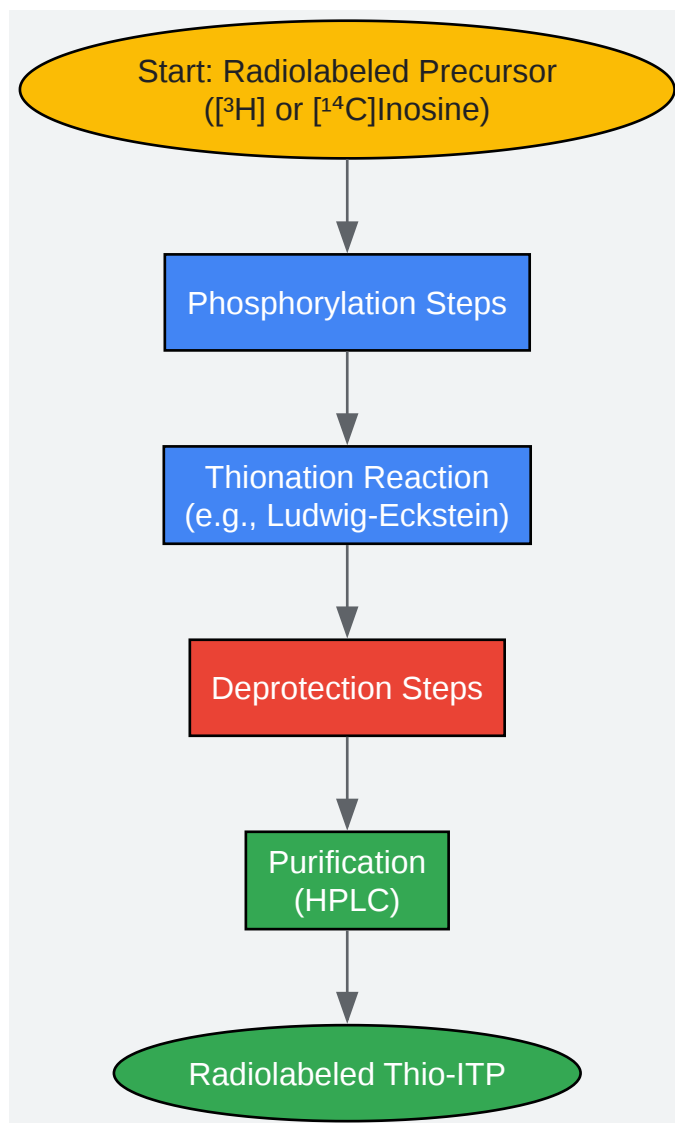 Start: Radiolabeled Precursor
([³H] or [¹⁴C]Inosine)
Phosphorylation Steps
Thionation Reaction
(e.g., Ludwig-Eckstein)
Deprotection Steps
Purification
(HPLC)
Radiolabeled Thio-ITP